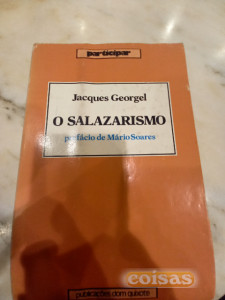 participar
Jacques Georgel
O SALAZARISMO
prefácio de Mário Soares
publicações dom quixote
coisas